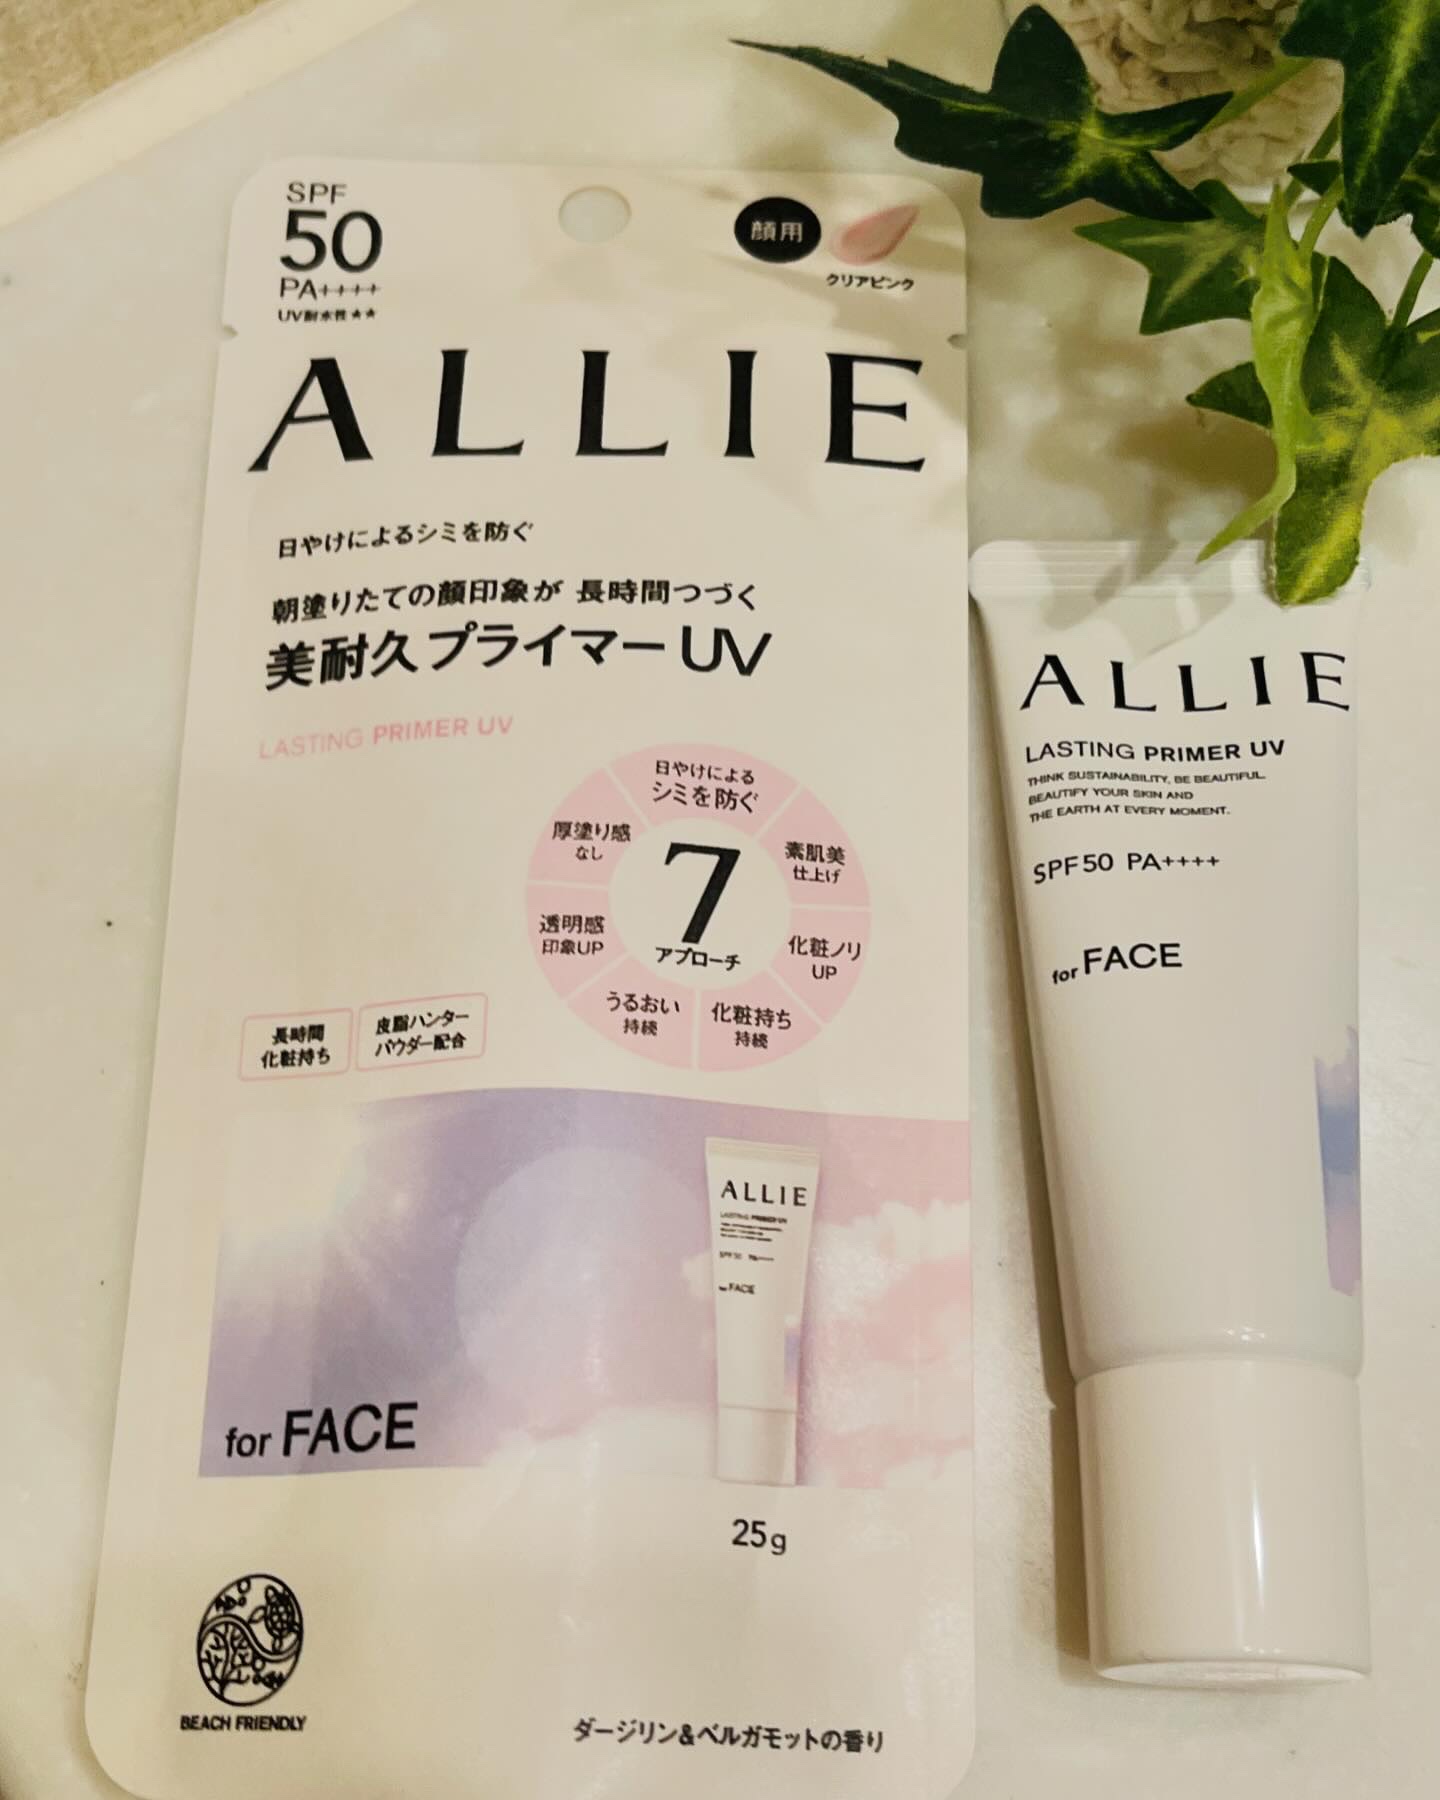 SPF
50
PA++++
UV耐水性★★
顔用
クリアピンク
ALLIE
日やけによるシミを防ぐ
朝塗りたての顔印象が 長時間つづく
美耐久プライマーUV
LASTING PRIMER UV
日やけによる
シミを防ぐ
素肌美
仕上げ
化粧ノリ
UP
化粧持ち
持続
うるおい
持続
透明感
印象UP
厚塗り感
なし
7
アプローチ
長時間
化粧持ち
皮脂ハンター
パウダー配合
ALLIE
LASTING PRIMER UV
SPF50 PA++++
for FACE
for FACE
25g
BEACH FRIENDLY
ダージリン&ベルガモットの香り
ALLIE
LASTING PRIMER UV
THINK SUSTAINABILITY, BE BEAUTIFUL.
BEAUTIFY YOUR SKIN AND
THE EARTH AT EVERY MOMENT.
SPF50 PA++++
for FACE